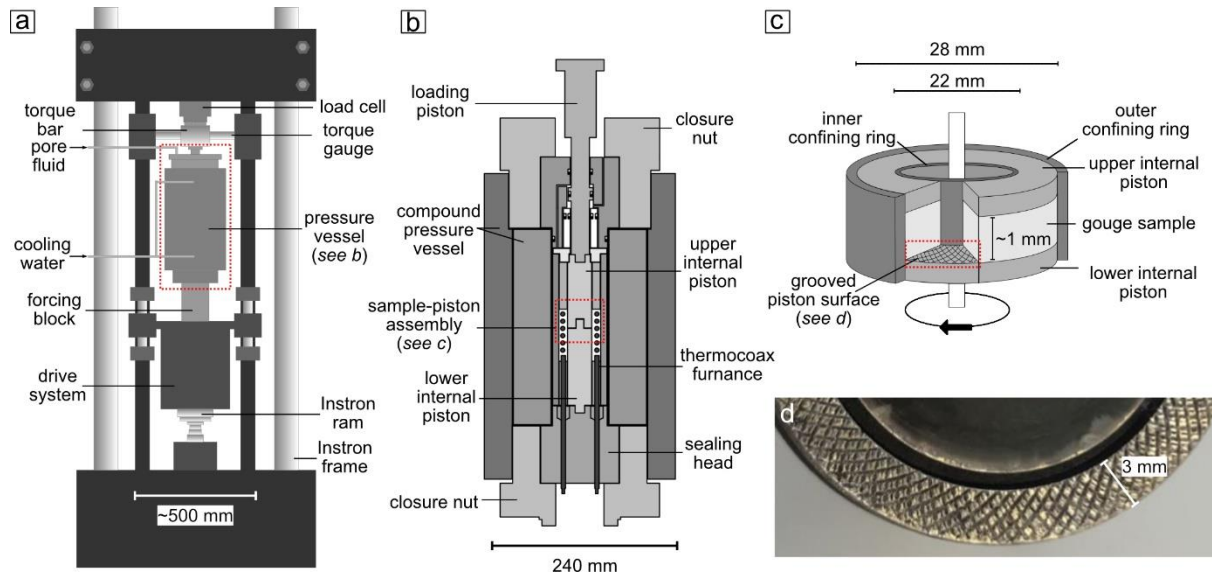 a
load cell
torque
bar
pore
fluid
torque
gauge
pressure
vessel
(see b)
cooling
water
forcing
block
drive
system
Instron
ram
Instron
frame
~500 mm
b
loading
piston
closure
nut
compound
pressure
vessel
upper
internal
piston
sample-piston
assembly
(see c)
thermocoax
furnance
lower
internal
piston
sealing
head
closure nut
240 mm
c
28 mm
22 mm
inner
confining ring
outer
confining ring
upper internal
piston
gouge sample
~1 mm
grooved
piston surface
(see d)
lower internal
piston
d
3 mm